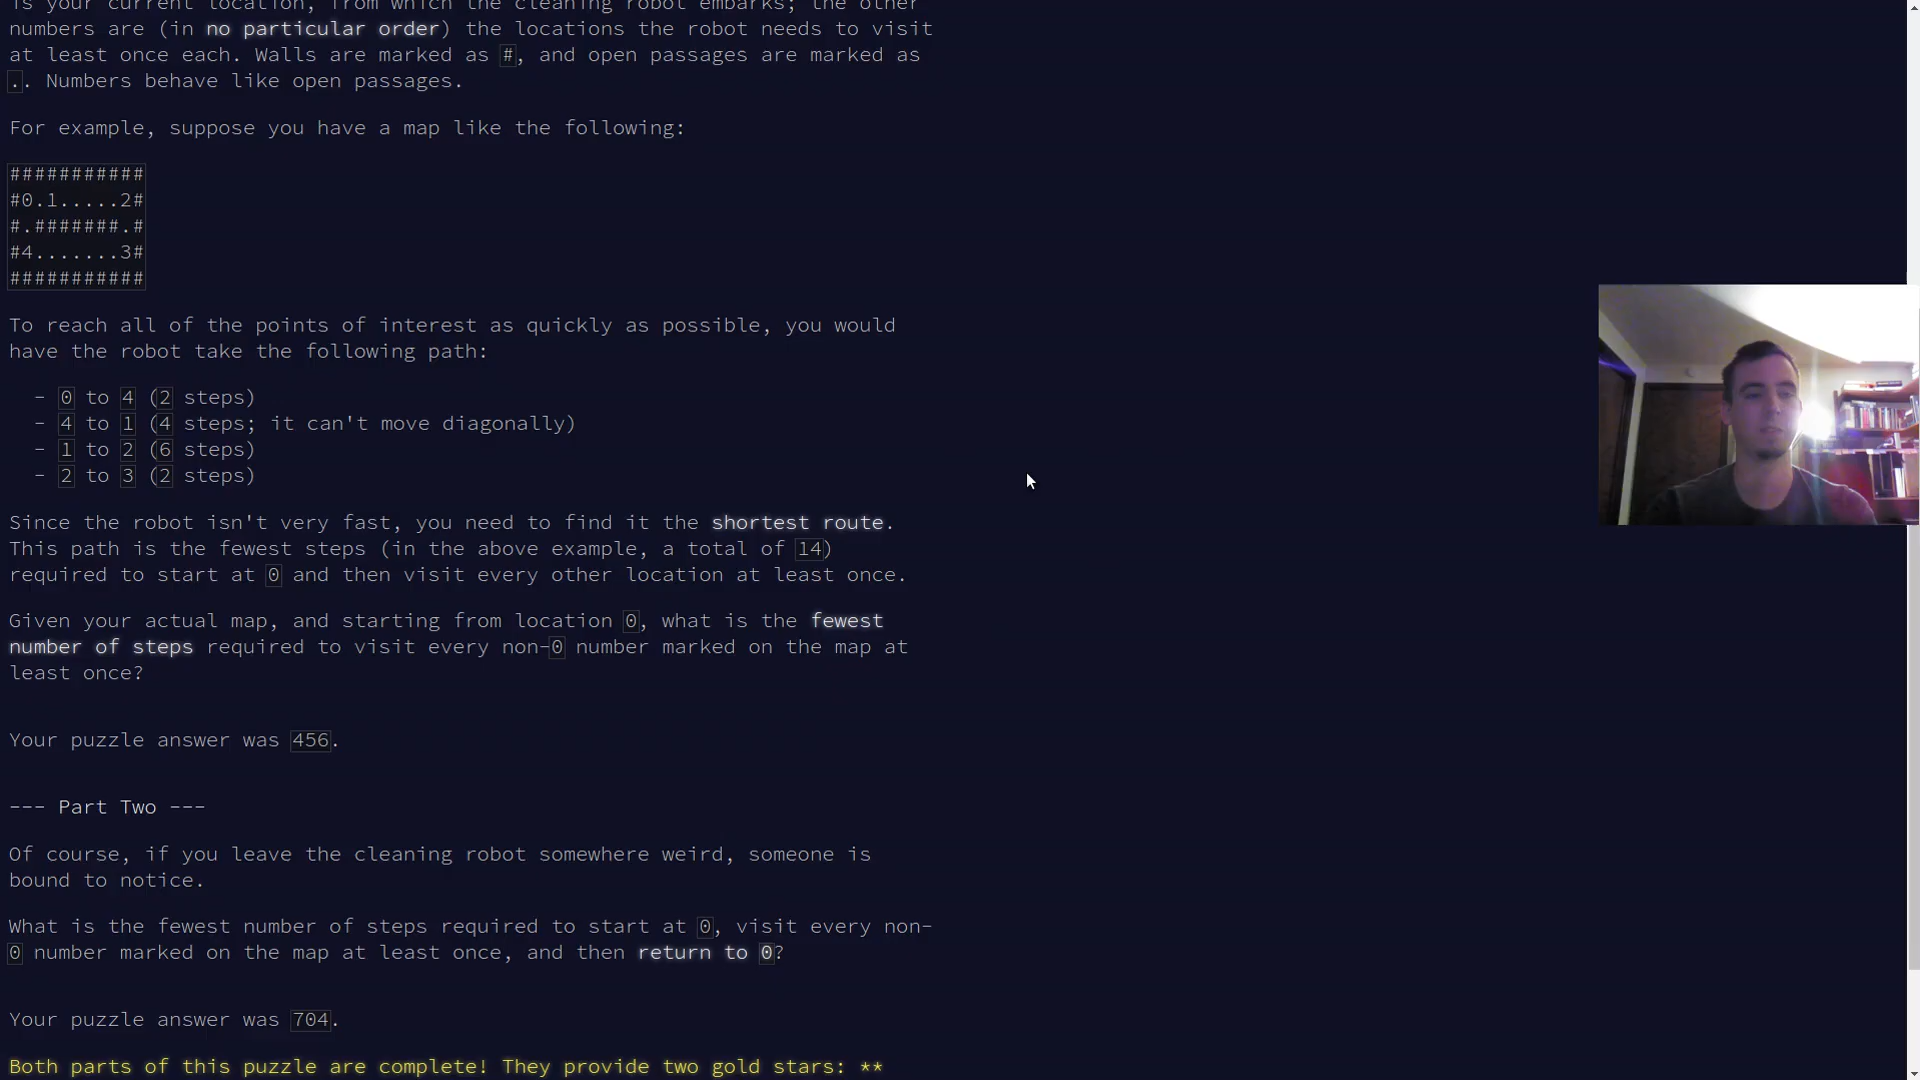 is your current location, from which the cleaning robot embarks; the other
numbers are (in no particular order) the locations the robot needs to visit
at least once each. Walls are marked as #, and open passages are marked as
.. Numbers behave like open passages.
For example, suppose you have a map like the following:
###########
#0.1.....2#
#.#######.#
#4.......3#
###########
To reach all of the points of interest as quickly as possible, you would
have the robot take the following path:
- 0 to 4 (2 steps)
- 4 to 1 (4 steps; it can't move diagonally)
- 1 to 2 (6 steps)
- 2 to 3 (2 steps)
Since the robot isn't very fast, you need to find it the shortest route.
This path is the fewest steps (in the above example, a total of 14)
required to start at 0 and then visit every other location at least once.
Given your actual map, and starting from location 0, what is the fewest
number of steps required to visit every non-0 number marked on the map at
least once?
Your puzzle answer was 456.
--- Part Two ---
Of course, if you leave the cleaning robot somewhere weird, someone is
bound to notice.
What is the fewest number of steps required to start at 0, visit every non-
0 number marked on the map at least once, and then return to 0?
Your puzzle answer was 704.
Both parts of this puzzle are complete! They provide two gold stars: **